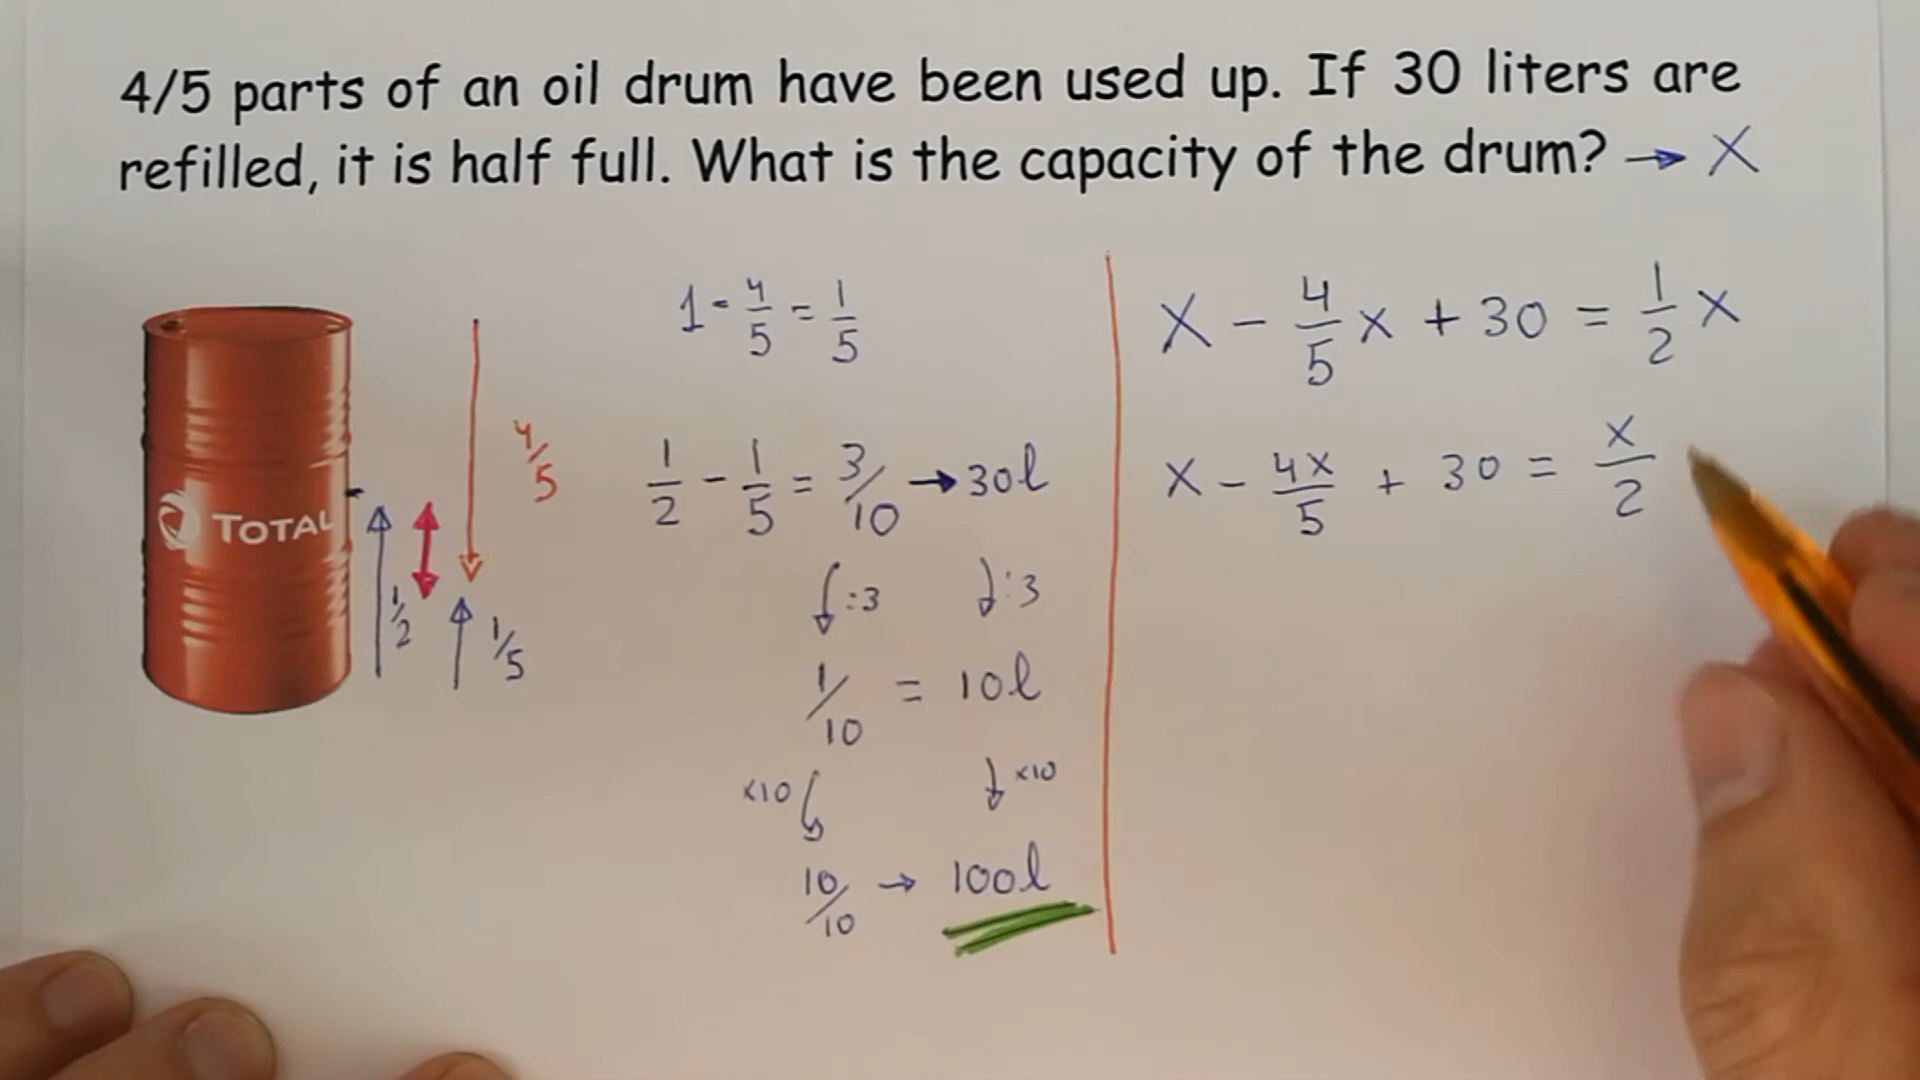 4/5 parts of an oil drum have been used up. If 30 liters are
refilled, it is half full. What is the capacity of the drum? → X
TOTAL
4/5
1/2
1/5
1 - 4/5 = 1/5
1/2 - 1/5 = 3/10 → 30l
:3 :3
1/10 = 10l
x10 x10
10/10 → 100l
X - 4/5 x + 30 = 1/2 x
x - 4x/5 + 30 = x/2